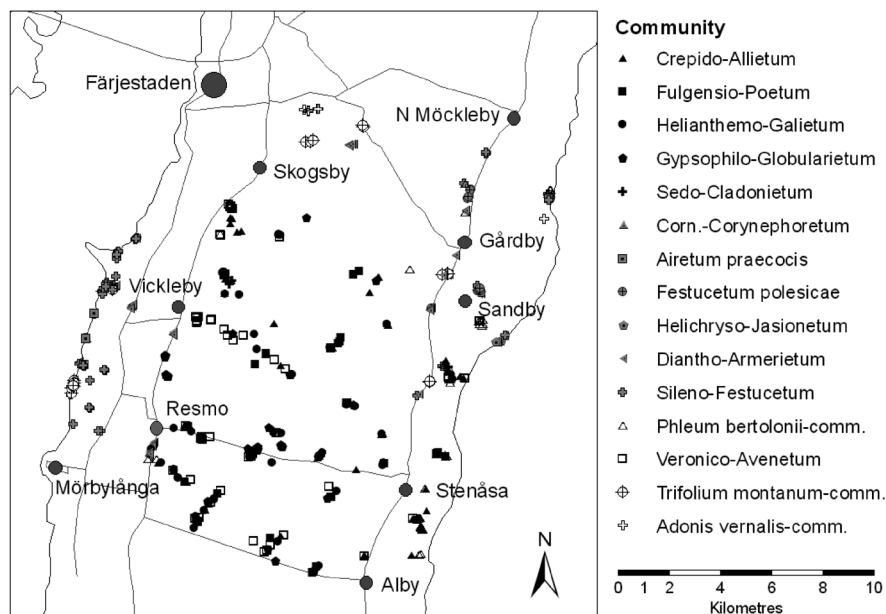 Färjestaden
N Möckleby
Skogsby
Gårdby
Vickleby
Sandby
Resmo
Mörbylånga
Stenåsa
Alby
N
Community
Crepido-Allietum
Fulgensio-Poetum
Helianthemo-Galietum
Gypsophilo-Globularietum
Sedo-Cladonietum
Corn.-Corynephoretum
Airetum praecocis
Festucetum polesicae
Helichryso-Jasionetum
Diantho-Armerietum
Sileno-Festucetum
Phleum bertolonii-comm.
Veronico-Avenetum
Trifolium montanum-comm.
Adonis vernalis-comm.
0 1 2 4 6 8 10
Kilometres